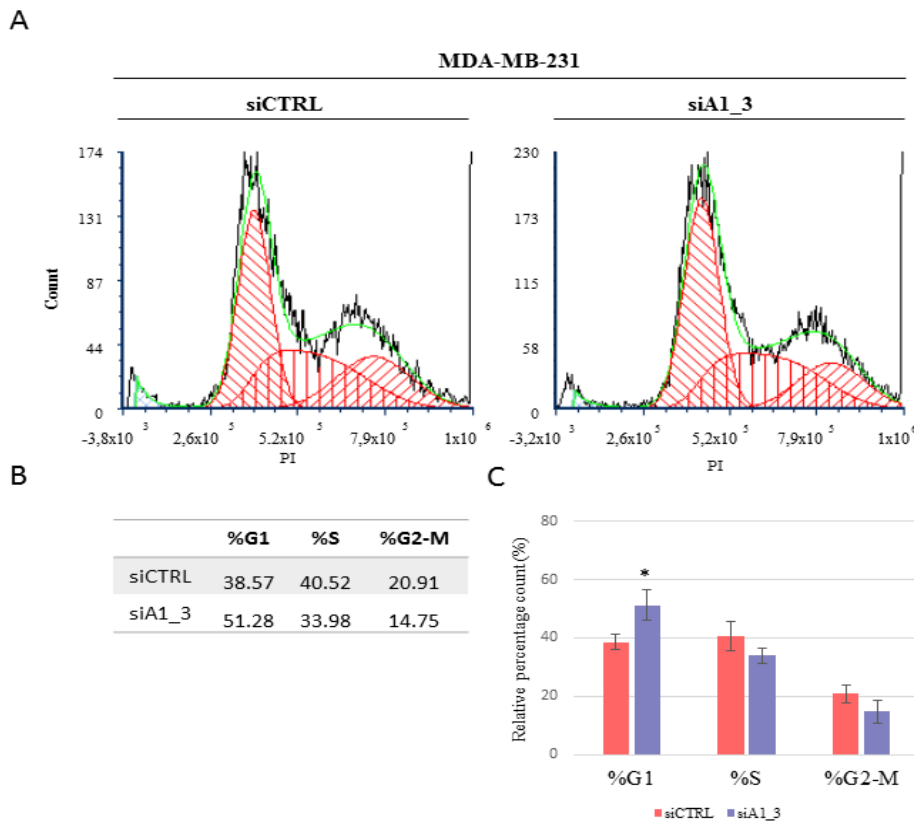 A
MDA-MB-231
siCTRL
siA1_3
174
131
87
44
0
Count
-3,8x10 3
2,6x10 5
5,2x10 5
7,9x10 5
1x10 6
PI
230
173
115
58
0
-3,2x10 3
2,6x10 5
5,2x10 5
7,9x10 5
1x10 6
PI
B
%G1 %S %G2-M
siCTRL 38.57 40.52 20.91
siA1_3 51.28 33.98 14.75
C
Relative percentage count (%)
80
60
40
20
0
*
%G1 %S %G2-M
siCTRL siA1_3